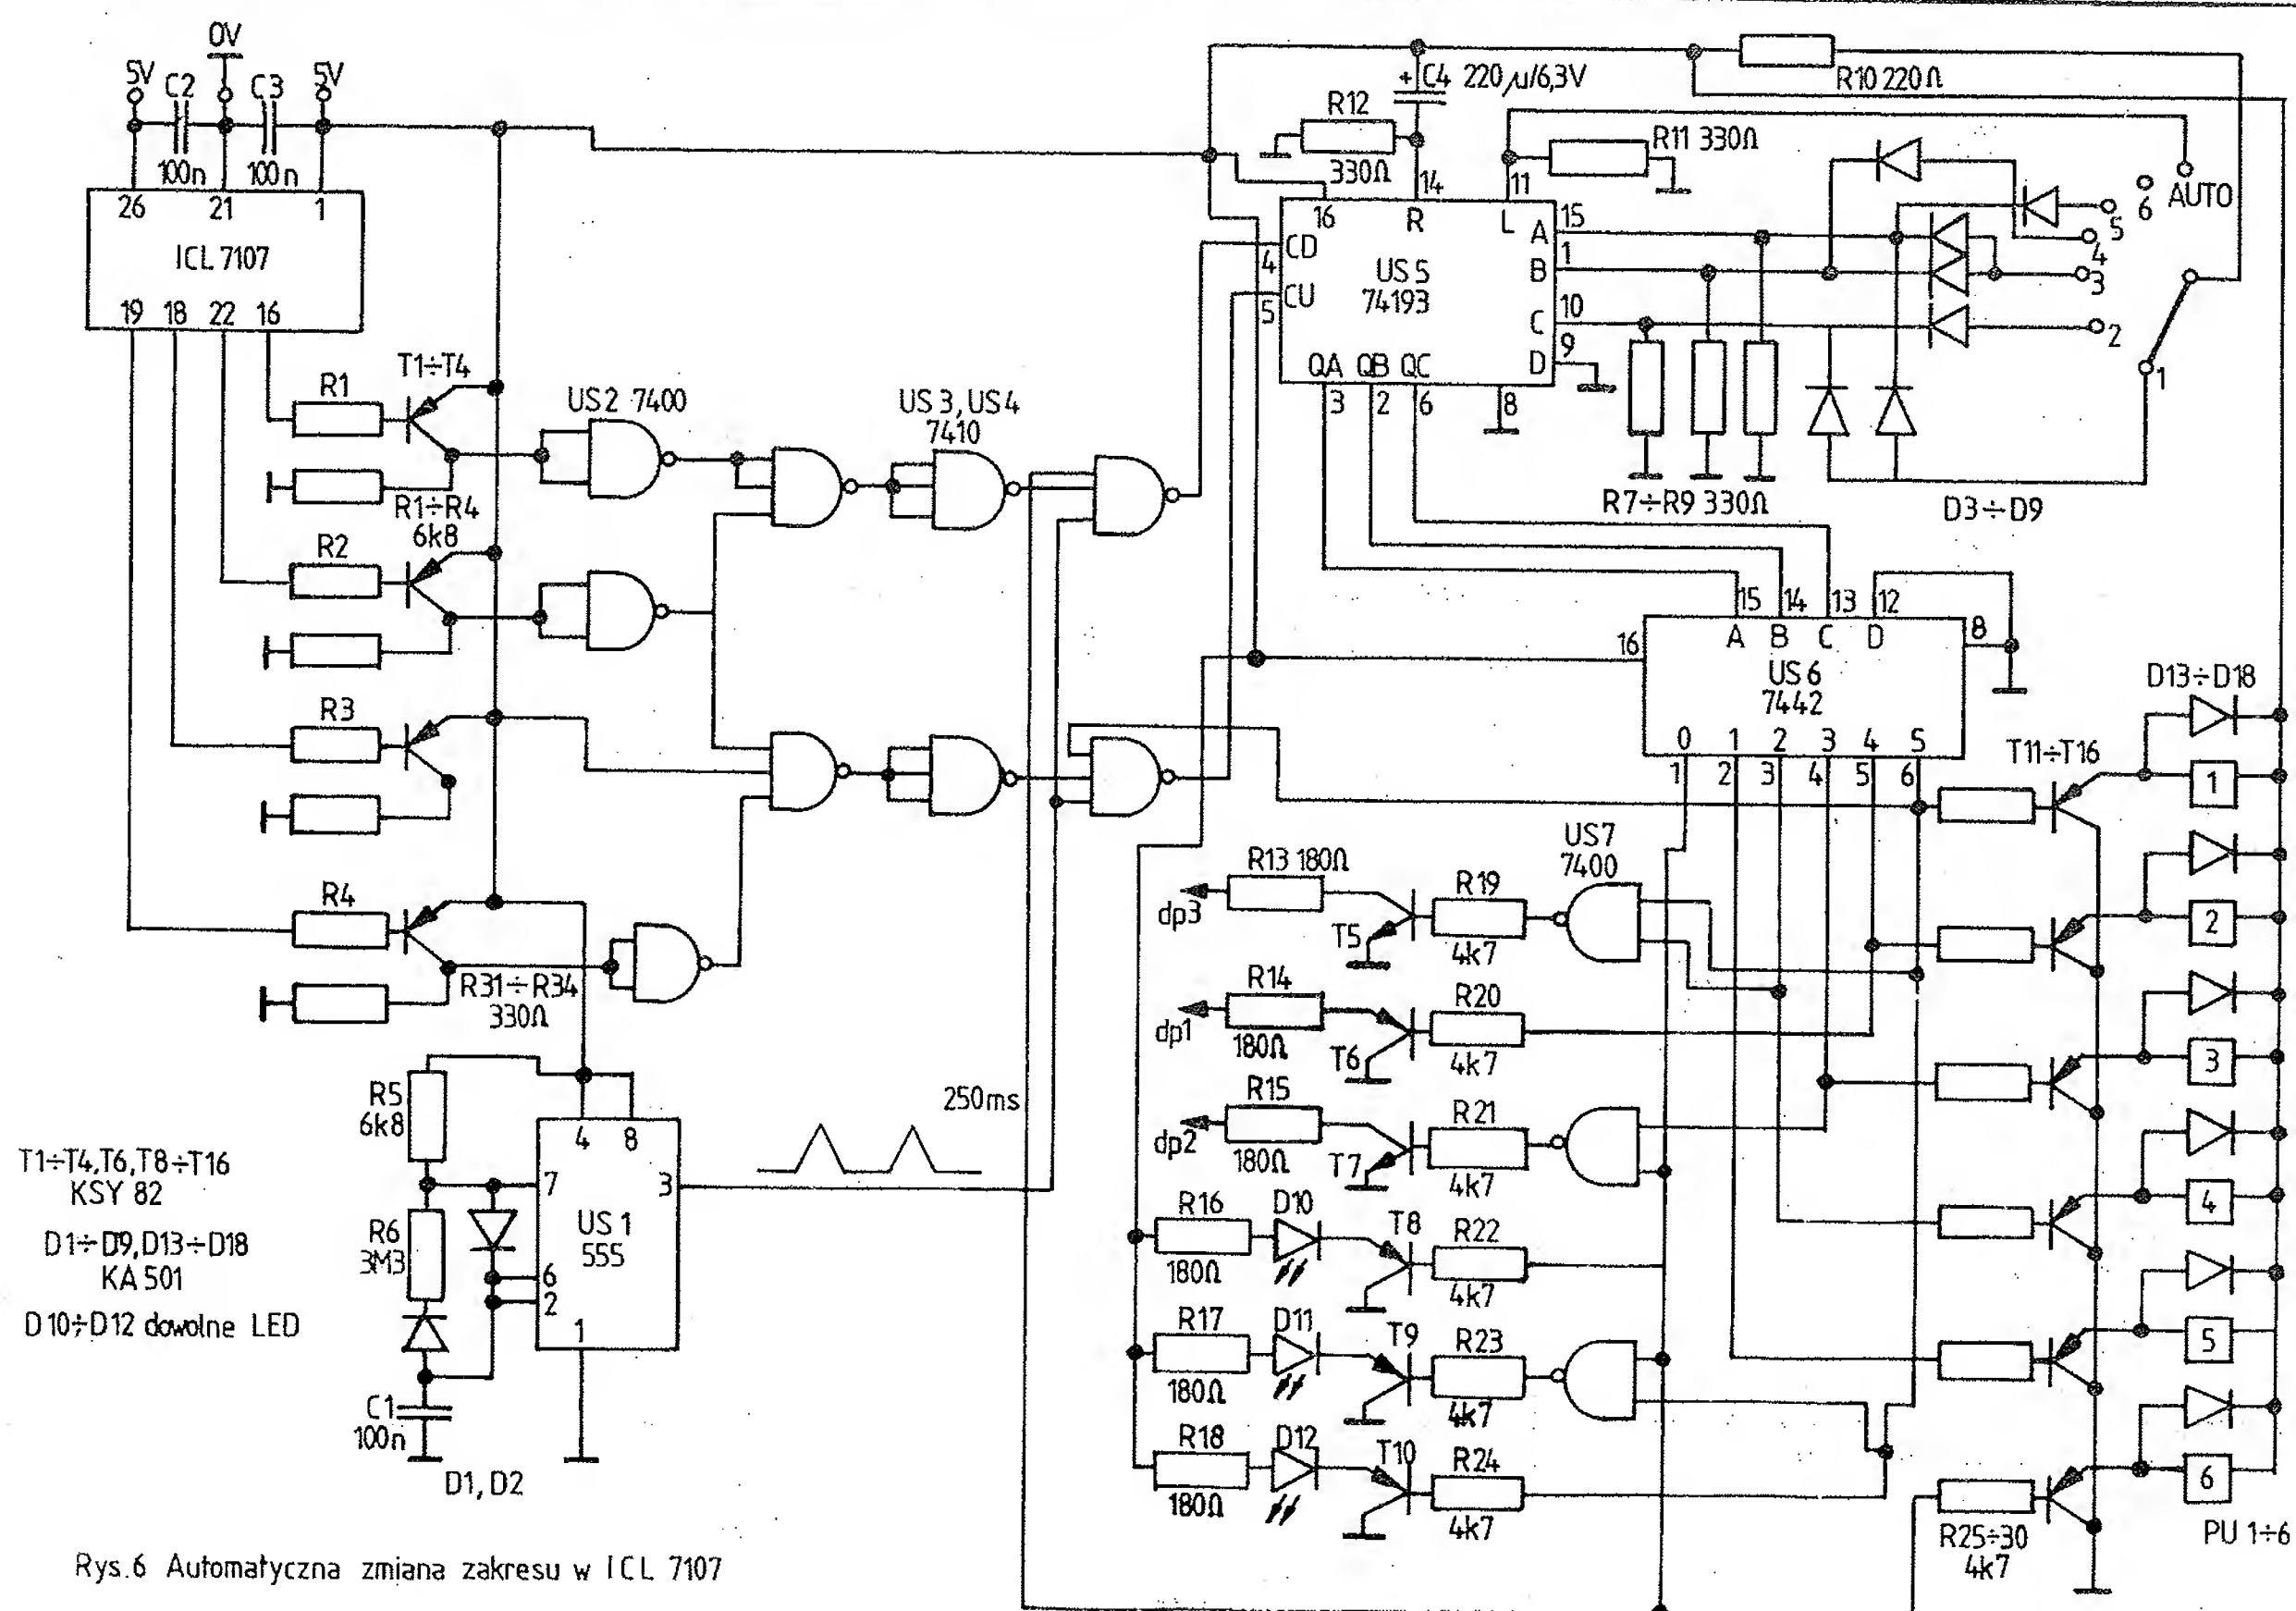 0V
5V C2 C3 5V
100n 100n
26 21 1
ICL 7107
19 18 22 16
T1÷T4
R1
R1÷R4
6k8
R2
R3
R4
R31÷R34
330Ω
US2 7400
US3, US4
7410
+ C4 220µ/6,3V
R12
330Ω
R10 220Ω
R11 330Ω
14 11
16 R L
4 CD
5 CU
US 5
74193
A 15
B 1
C 10
D 9
QA QB QC
3 2 6 8
AUTO
6
5
4
3
2
1
R7÷R9 330Ω
D3÷D9
15 14 13 12
16 A B C D 8
US 6
7442
0 1 2 3 4 5
1 2 3 4 5 6
D13÷D18
T11÷T16
1
2
3
4
5
6
PU 1÷6
R25÷30
4k7
US7
7400
R13 180Ω
dp3
T5
R19
4k7
R14
dp1
180Ω
T6
R20
4k7
R15
dp2
180Ω
T7
R21
4k7
R16 D10 T8 R22
180Ω 4k7
R17 D11 T9 R23
180Ω 4k7
R18 D12 T10 R24
180Ω 4k7
250ms
R5
6k8
4 8
7 3
US 1
555
R6
3M3
6
2
1
C1
100n
D1, D2
T1÷T4,T6,T8÷T16
KSY 82
D1÷D9,D13÷D18
KA 501
D10÷D12 dowolne LED
Rys.6 Automatyczna zmiana zakresu w ICL 7107